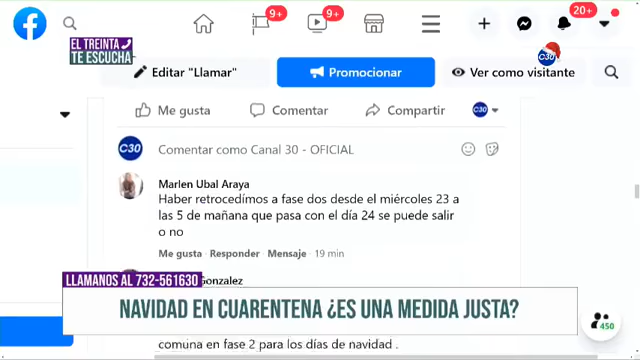 9+
9+
20+
EL TREINTA
TE ESCUCHA
C30
Editar "Llamar"
Promocionar
Ver como visitante
Me gusta
Comentar
Compartir
C30
C30
Comentar como Canal 30 - OFICIAL
Marlen Ubal Araya
Haber retrocedímos a fase dos desde el miércoles 23 a
las 5 de mañana que pasa con el día 24 se puede salir
o no
Me gusta · Responder · Mensaje · 19 min
LLAMANOS AL 732-561630
Gonzalez
NAVIDAD EN CUARENTENA ¿ES UNA MEDIDA JUSTA?
450
comuna en fase 2 para los días de navidad .